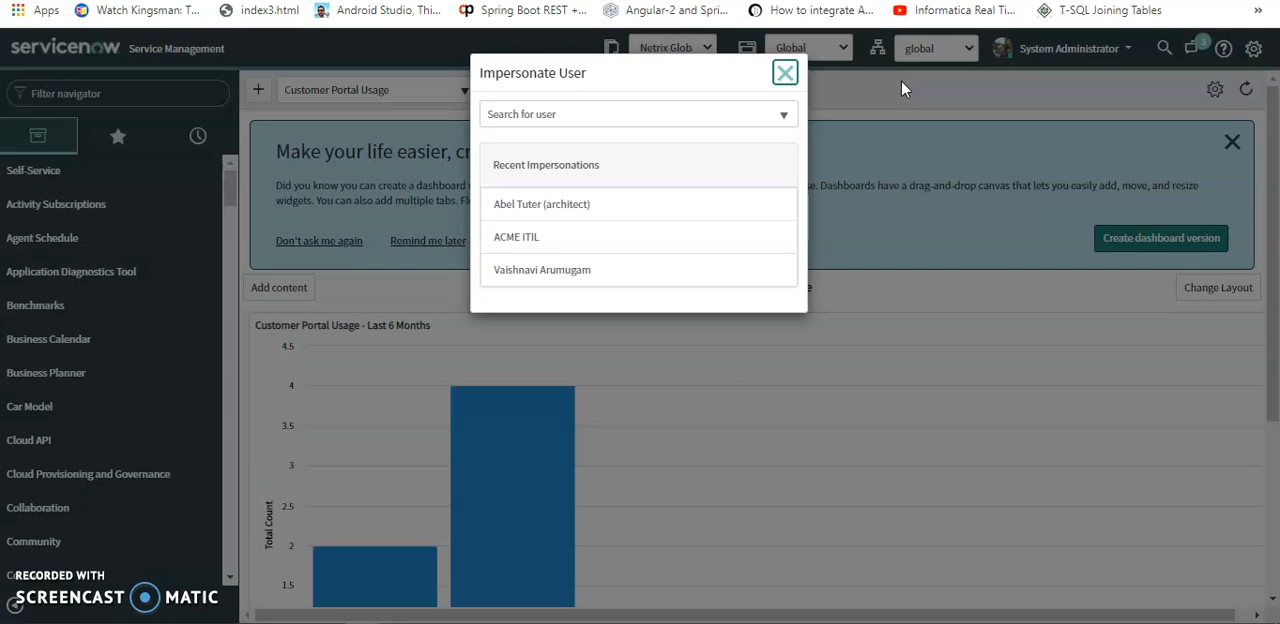 Apps
Watch Kingsman: T...
index3.html
Android Studio, Thi...
Spring Boot REST +...
Angular-2 and Spri...
How to integrate A...
Informatica Real Ti...
T-SQL Joining Tables
»
servicenow Service Management
Netrix Glob
Global
global
System Administrator
3
Filter navigator
Self-Service
Activity Subscriptions
Agent Schedule
Application Diagnostics Tool
Benchmarks
Business Calendar
Business Planner
Car Model
Cloud API
Cloud Provisioning and Governance
Collaboration
Community
RECORDED WITH
SCREENCAST MATIC
Customer Portal Usage
Make your life easier, cr
Did you know you can create a dashboard
e. Dashboards have a drag-and-drop canvas that lets you easily add, move, and resize
widgets. You can also add multiple tabs.
Don't ask me again
Remind me later
Create dashboard version
Add content
e
Change Layout
Impersonate User
Search for user
Recent Impersonations
Abel Tuter (architect)
ACME ITIL
Vaishnavi Arumugam
Customer Portal Usage - Last 6 Months
4.5
4
3.5
3
2.5
2
1.5
Total Count